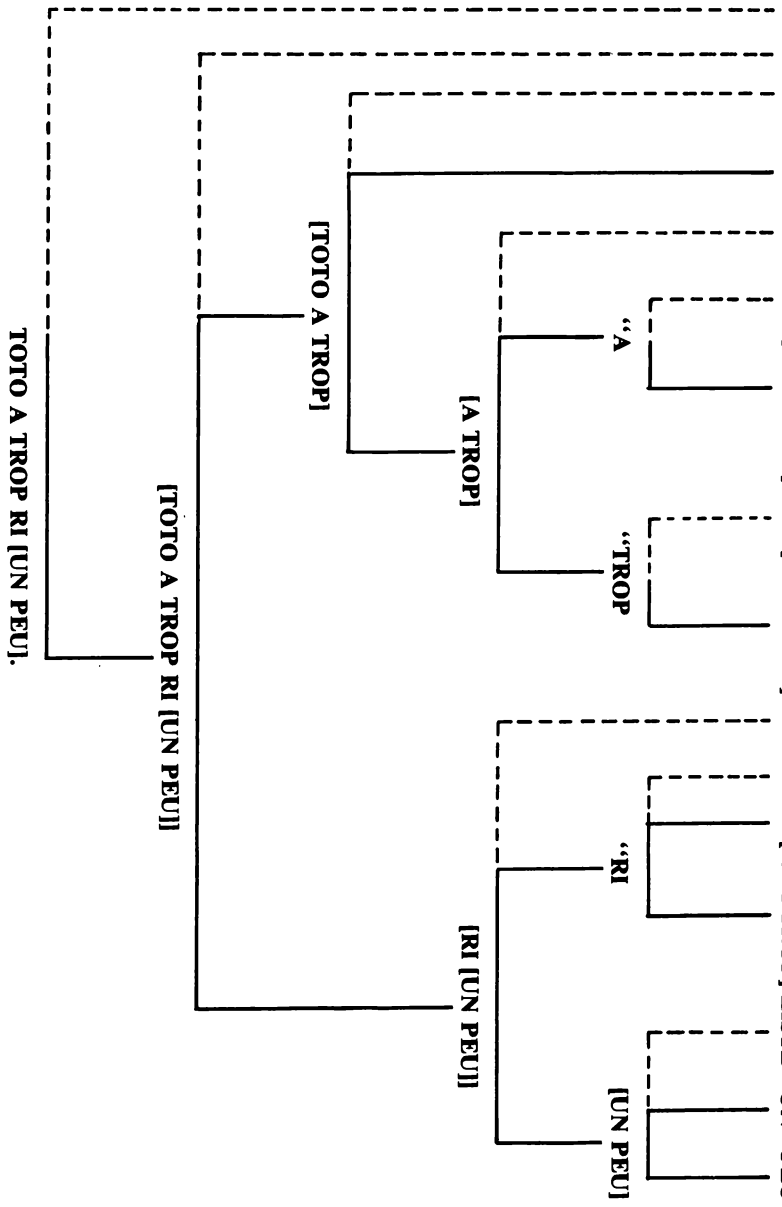 “A
“TROP
“RI
[UN PEU]
[A TROP]
[RI [UN PEU]]
[TOTO A TROP]
[TOTO A TROP RI [UN PEU]]
TOTO A TROP RI [UN PEU].